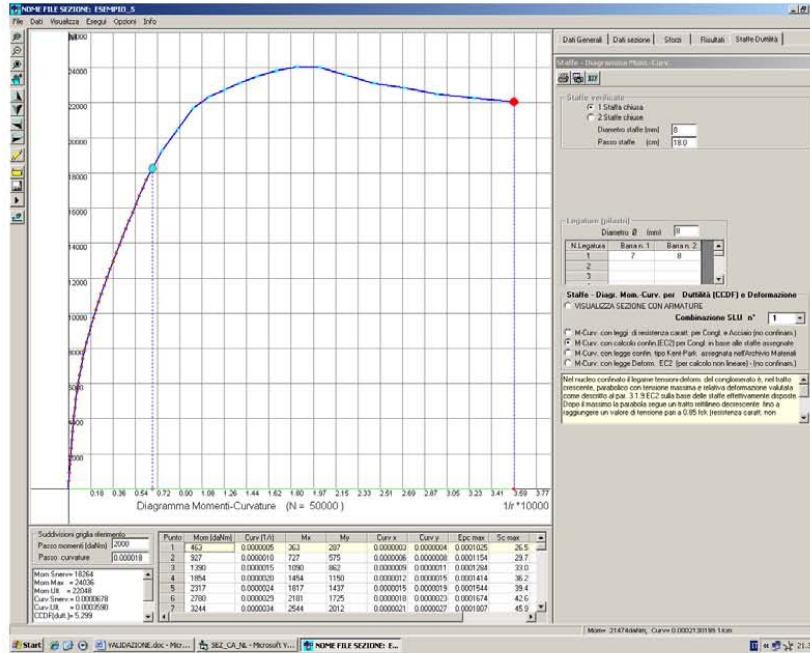 NOME FILE SEZIONE: ESEMPIO_5
File Dati Visualizza Esegui Opzioni Info
M
24000
22000
20000
18000
16000
14000
12000
10000
8000
6000
4000
2000
0.18 0.36 0.54 0.72 0.90 1.08 1.26 1.44 1.62 1.80 1.97 2.15 2.33 2.51 2.69 2.87 3.05 3.23 3.41 3.59 3.77
Diagramma Momenti-Curvature (N = 50000 )
1/r *10000
Dati Generali Dati sezione Sforzi Risultati Staffe Duttilità
Staffe - Diagramma Mom.-Curv.
Staffe verificate
1 Staffa chiusa
2 Staffe chiuse
Diametro staffe (mm) 8
Passo staffe (cm) 18.0
Legature (pilastri)
Diametro Ø (mm) 8
N.Legatura Barra n. 1 Barra n. 2
1 7 8
2
3
Staffe - Diagr. Mom.-Curv. per Duttilità (CCDF) e Deformazione
VISUALIZZA SEZIONE CON ARMATURE
Combinazione SLU n° 1
M-Curv. con leggi di resistenza caratt. per Congl. e Acciaio (no confinam.)
M-Curv. con calcolo confin.(EC2) per Congl. in base alle staffe assegnate
M-Curv. con legge confin. tipo Kent-Park assegnata nell'Archivio Materiali
M-Curv. con legge Deform. EC2 (per calcolo non lineare) - (no confinam.)
Nel nucleo confinato il legame tensioni-deform. del conglomerato è, nel tratto
crescente, parabolico con tensione massima e relativa deformazione valutata
come descritto al par. 3.1.9 EC2 sulla base delle staffe effettivamente disposte.
Dopo il massimo la parabola segue un tratto rettilineo decrescente fino a
raggiungere un valore di tensione pari a 0.85 fck (resistenza caratt. non
Suddivisioni griglia riferimento
Passo momenti (daNm) 2000
Passo curvature 0.000018
Mom Snerv= 18264
Mom Max = 24036
Mom Ult. = 22048
Curv Snerv= 0.0000678
Curv Ult. = 0.0003590
CCDF(dutt.)= 5.299
Punto Mom (daNm) Curv (1/r) Mx My Curv x Curv y Epc max Sc max
1 463 0.0000005 363 287 0.0000003 0.0000004 0.0001025 26.5
2 927 0.0000010 727 575 0.0000006 0.0000008 0.0001154 29.7
3 1390 0.0000015 1090 862 0.0000009 0.0000011 0.0001284 33.0
4 1854 0.0000020 1454 1150 0.0000012 0.0000015 0.0001414 36.2
5 2317 0.0000024 1817 1437 0.0000015 0.0000019 0.0001544 39.4
6 2780 0.0000029 2181 1725 0.0000018 0.0000023 0.0001674 42.6
7 3244 0.0000034 2544 2012 0.0000021 0.0000027 0.0001807 45.9
Mom= 21474daNm, Curv= 0.0002130195 1/cm
Start VALIDAZIONE.doc - Micr... SEZ_CA_NL - Microsoft V... NOME FILE SEZIONE: E...